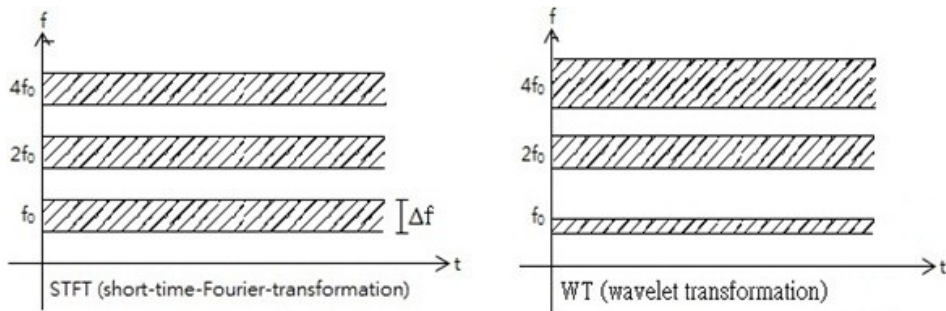 f
4f₀
2f₀
f₀
Δf
t
STFT (short-time-Fourier-transformation)
f
4f₀
2f₀
f₀
t
WT (wavelet transformation)